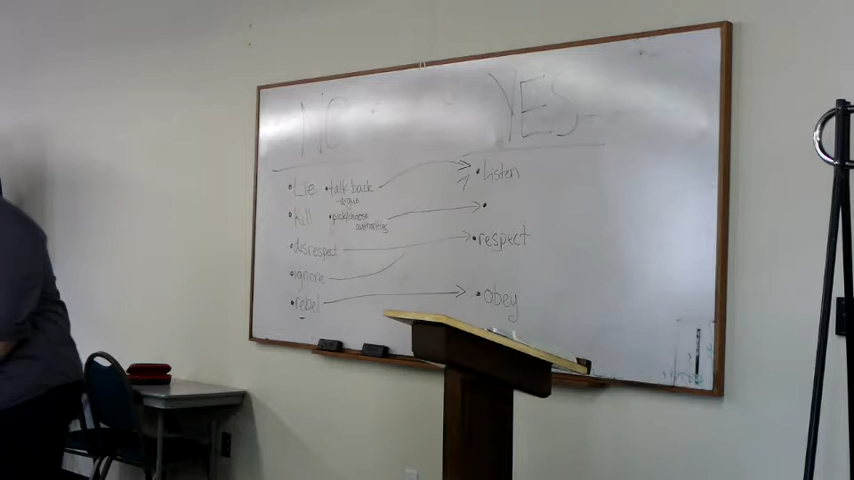 NO YES
• Lie • talk back • Listen
- argue
• Kill • pick/choose •
authorities
• disrespect • respect
• ignore
• rebel • obey